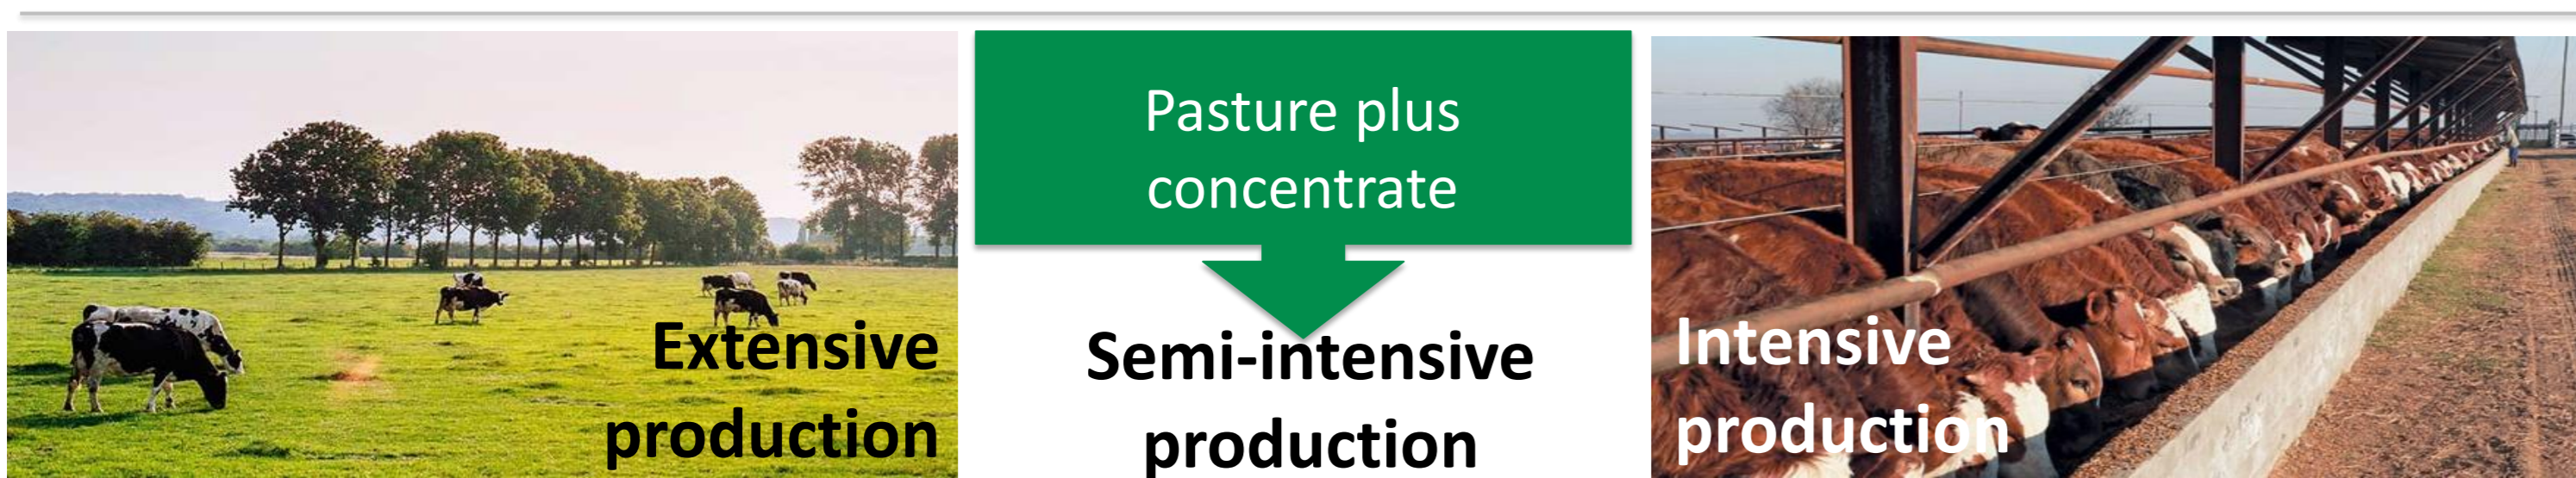 Extensive
production
Pasture plus
concentrate
Semi-intensive
production
Intensive
production